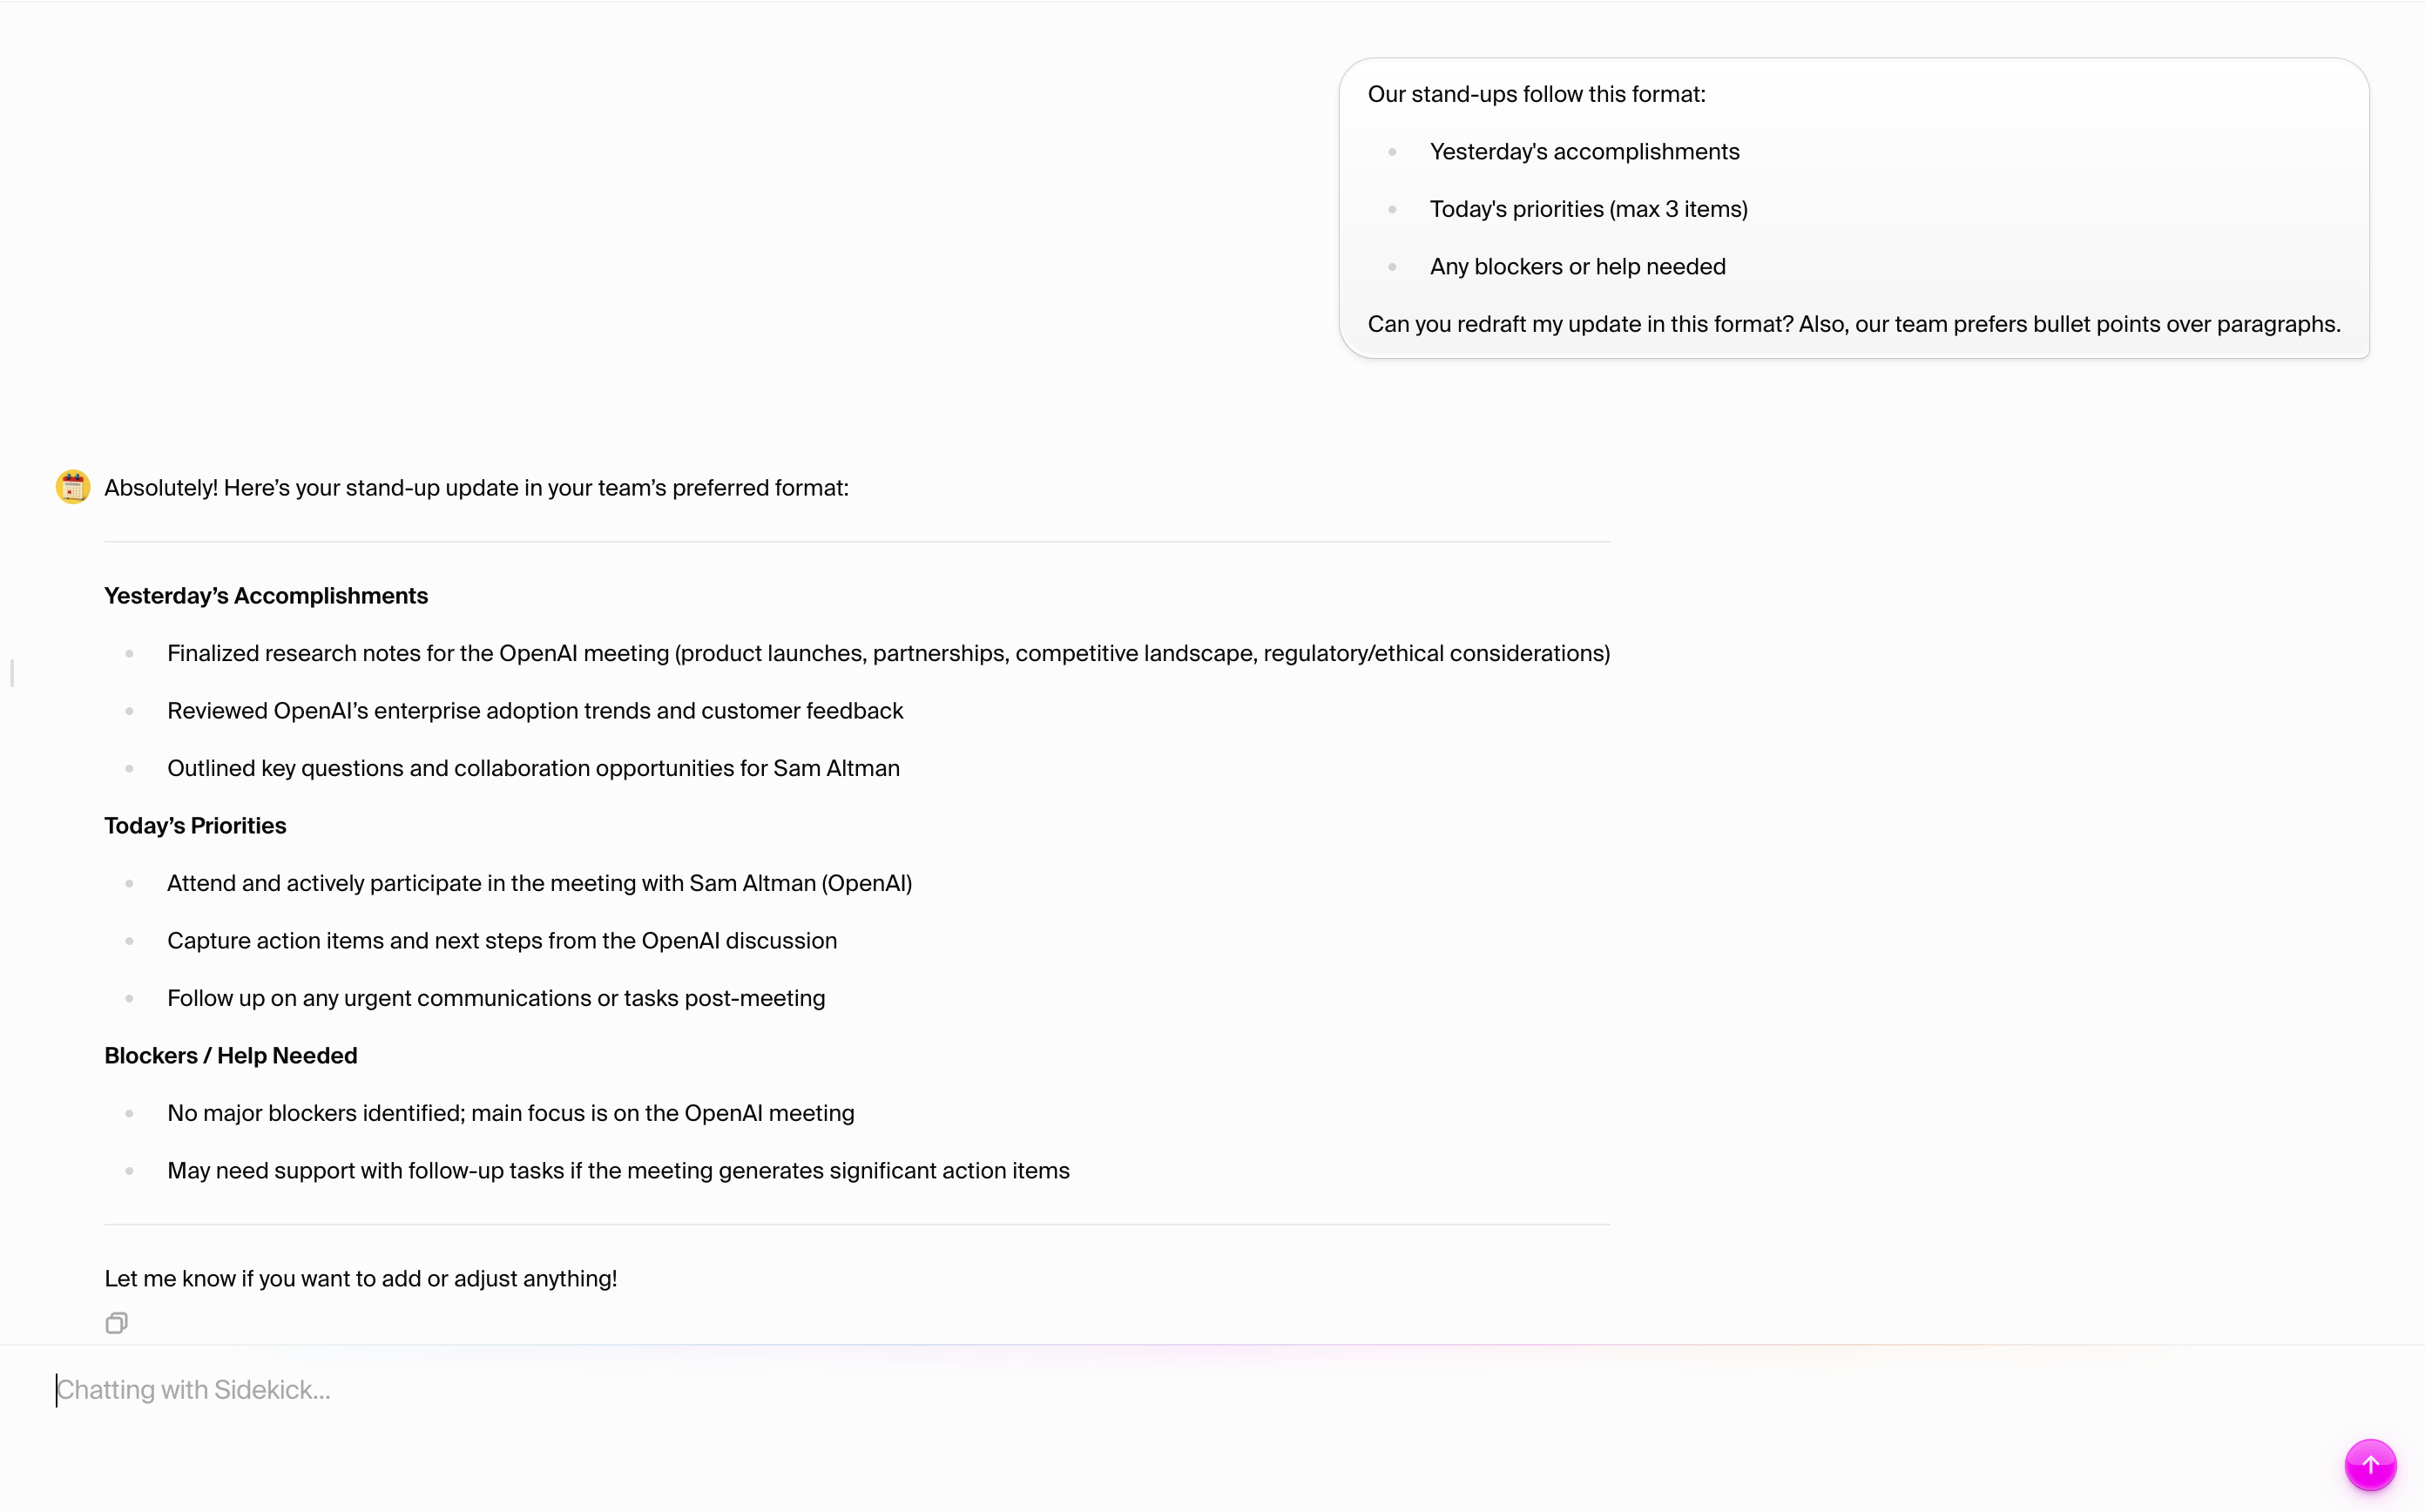 Our stand-ups follow this format:
Yesterday's accomplishments
Today's priorities (max 3 items)
Any blockers or help needed
Can you redraft my update in this format? Also, our team prefers bullet points over paragraphs.
Absolutely! Here’s your stand-up update in your team’s preferred format:
Yesterday’s Accomplishments
Finalized research notes for the OpenAI meeting (product launches, partnerships, competitive landscape, regulatory/ethical considerations)
Reviewed OpenAI’s enterprise adoption trends and customer feedback
Outlined key questions and collaboration opportunities for Sam Altman
Today’s Priorities
Attend and actively participate in the meeting with Sam Altman (OpenAI)
Capture action items and next steps from the OpenAI discussion
Follow up on any urgent communications or tasks post-meeting
Blockers / Help Needed
No major blockers identified; main focus is on the OpenAI meeting
May need support with follow-up tasks if the meeting generates significant action items
Let me know if you want to add or adjust anything!
Chatting with Sidekick...